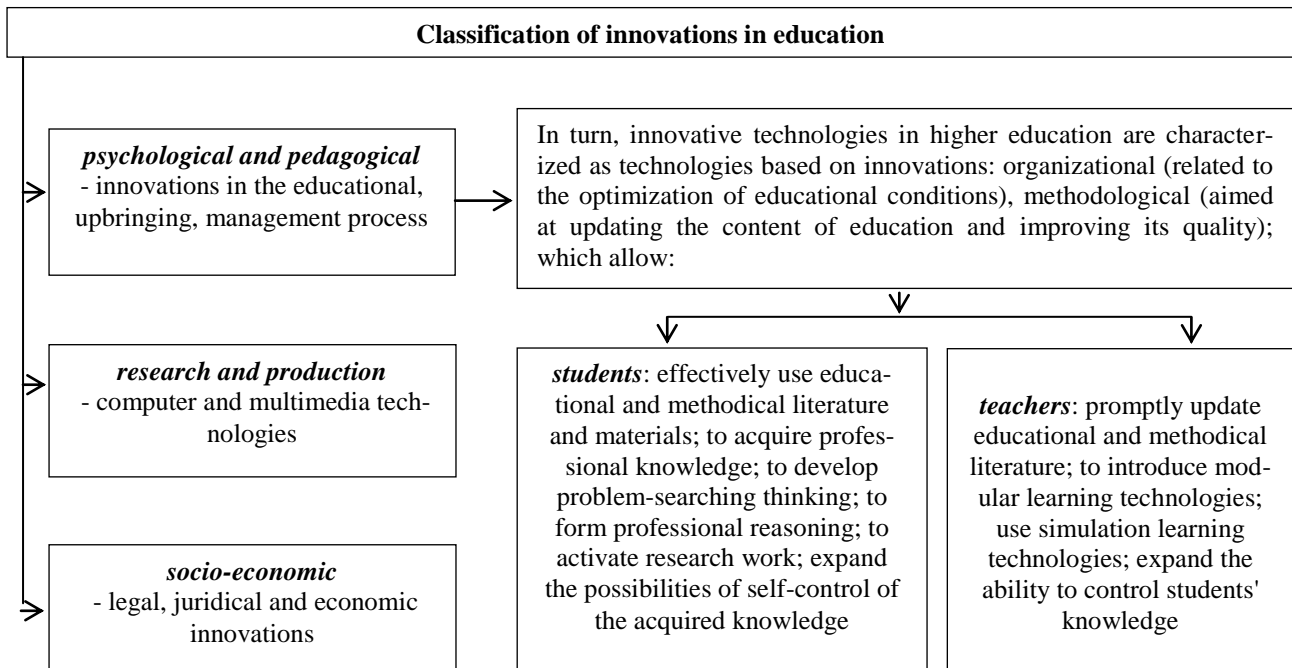 Classification of innovations in education
psychological and pedagogical
- innovations in the educational,
upbringing, management process
In turn, innovative technologies in higher education are character-
ized as technologies based on innovations: organizational (related to
the optimization of educational conditions), methodological (aimed
at updating the content of education and improving its quality);
which allow:
research and production
- computer and multimedia tech-
nologies
socio-economic
- legal, juridical and economic
innovations
students: effectively use educa-
tional and methodical literature
and materials; to acquire profes-
sional knowledge; to develop
problem-searching thinking; to
form professional reasoning; to
activate research work; expand
the possibilities of self-control of
the acquired knowledge
teachers: promptly update
educational and methodical
literature; to introduce mod-
ular learning technologies;
use simulation learning
technologies; expand the
ability to control students'
knowledge